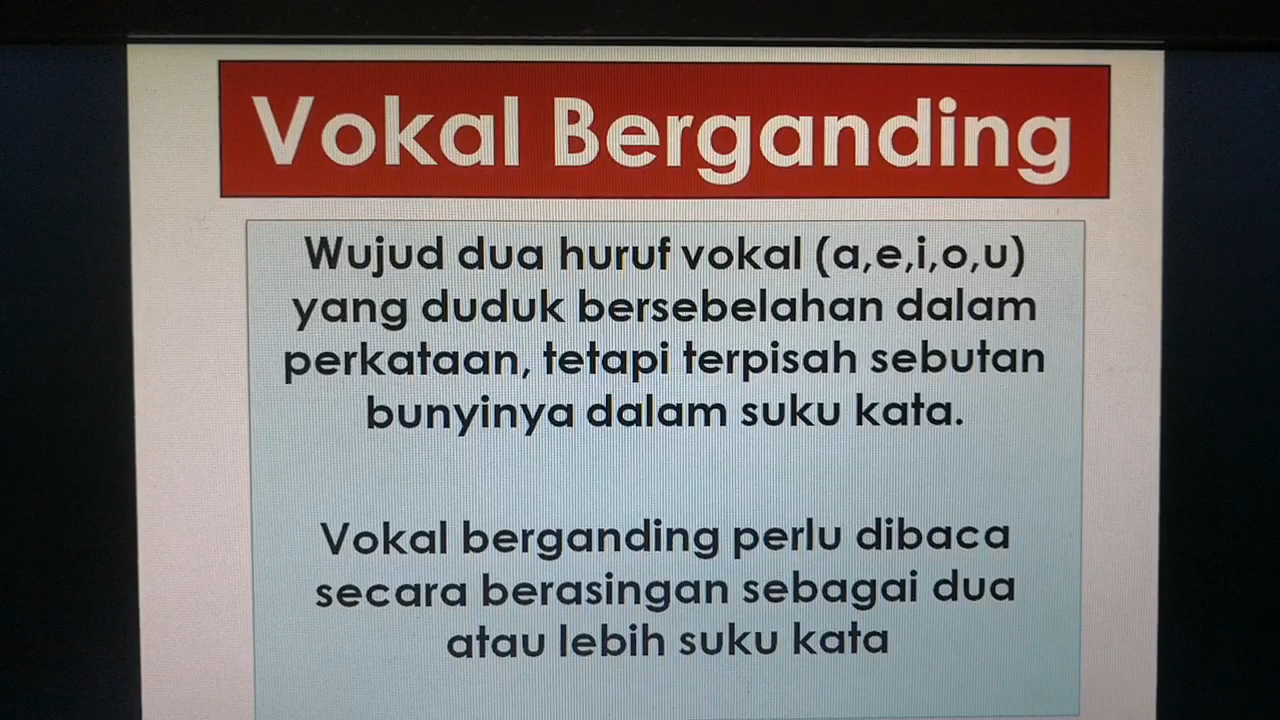 Vokal Berganding
Wujud dua huruf vokal (a,e,i,o,u)
yang duduk bersebelahan dalam
perkataan, tetapi terpisah sebutan
bunyinya dalam suku kata.
Vokal berganding perlu dibaca
secara berasingan sebagai dua
atau lebih suku kata